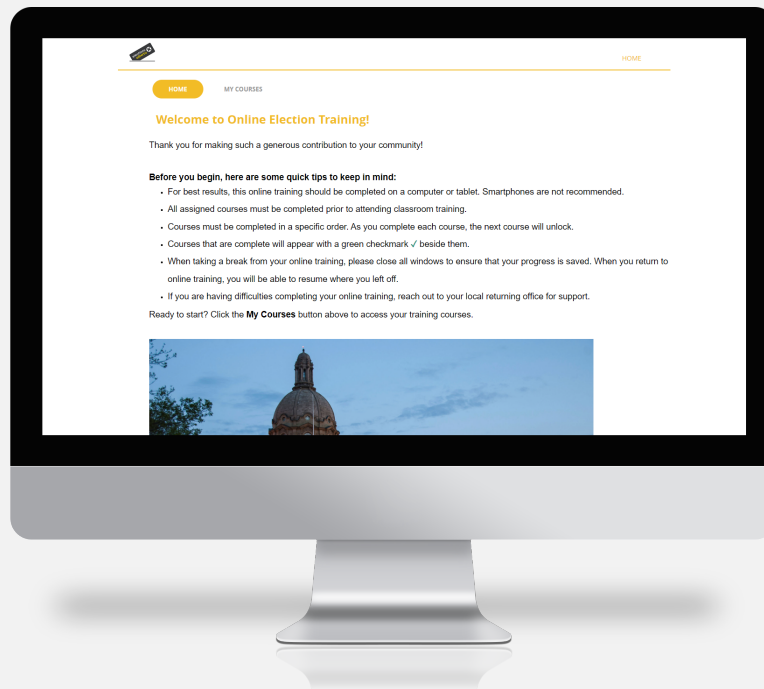 HOME
HOME MY COURSES
Welcome to Online Election Training!
Thank you for making such a generous contribution to your community!
Before you begin, here are some quick tips to keep in mind:
• For best results, this online training should be completed on a computer or tablet. Smartphones are not recommended.
• All assigned courses must be completed prior to attending classroom training.
• Courses must be completed in a specific order. As you complete each course, the next course will unlock.
• Courses that are complete will appear with a green checkmark √ beside them.
• When taking a break from your online training, please close all windows to ensure that your progress is saved. When you return to
online training, you will be able to resume where you left off.
• If you are having difficulties completing your online training, reach out to your local returning office for support.
Ready to start? Click the My Courses button above to access your training courses.